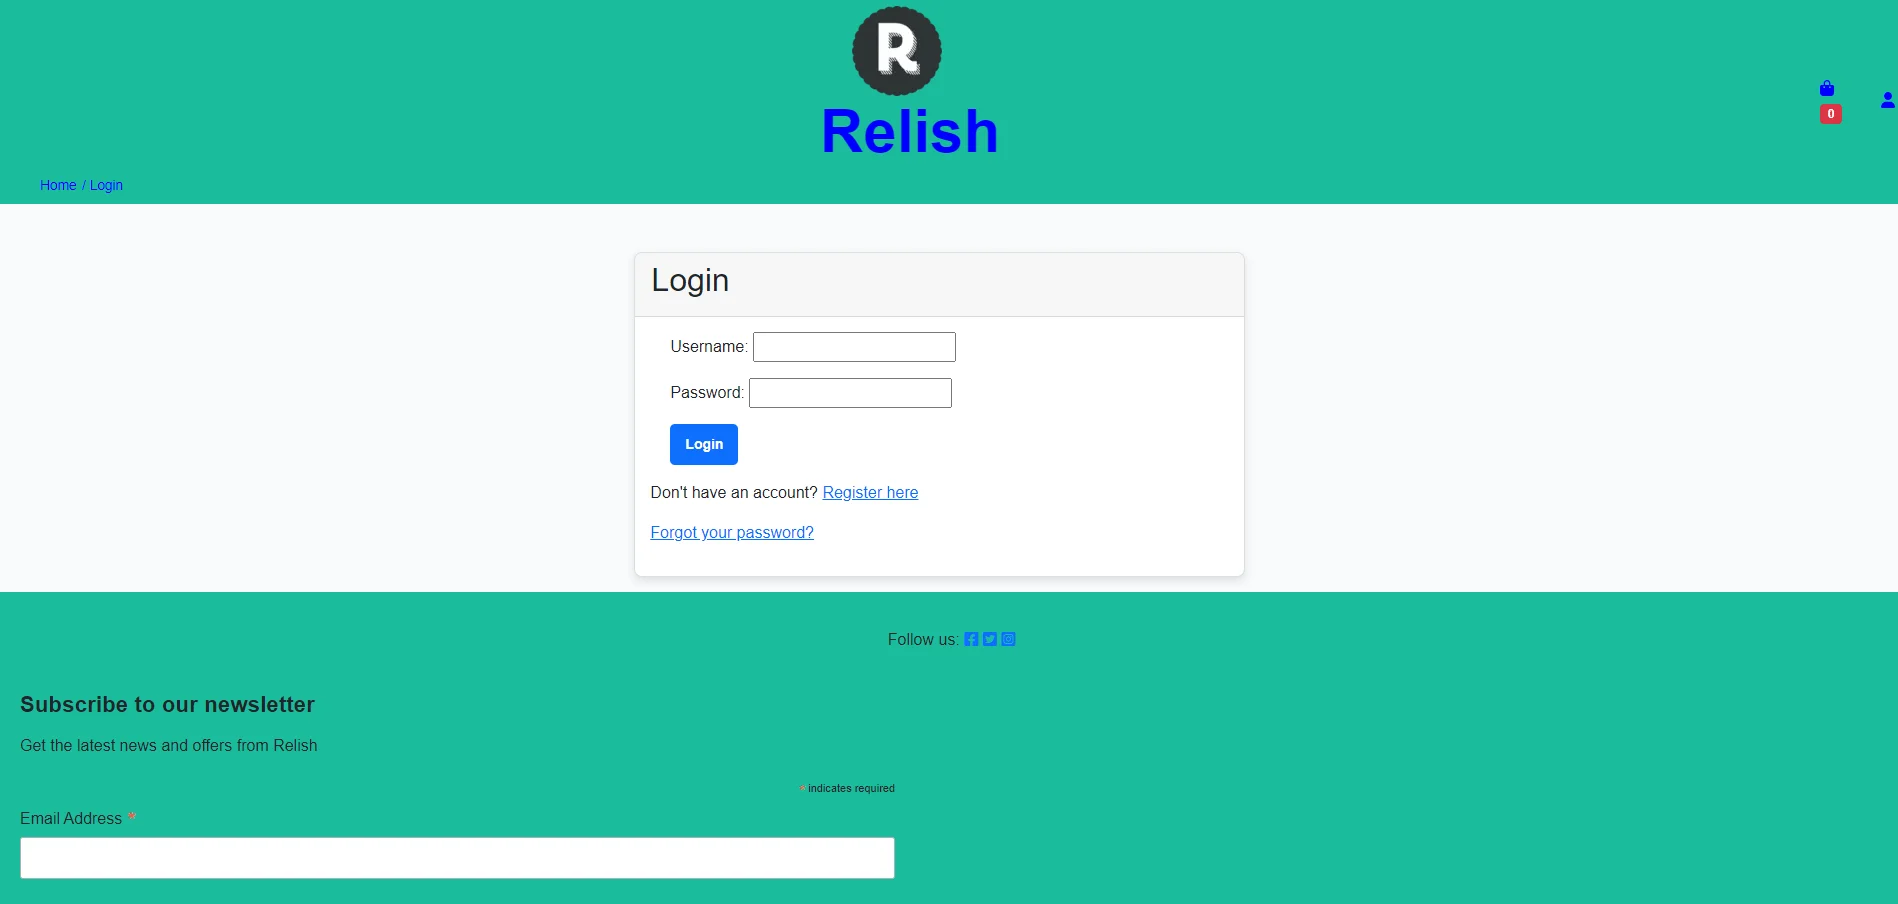 R
Relish
0
Home / Login
Login
Username:
Password:
Login
Don't have an account? Register here
Forgot your password?
Follow us:
Subscribe to our newsletter
Get the latest news and offers from Relish
* indicates required
Email Address *